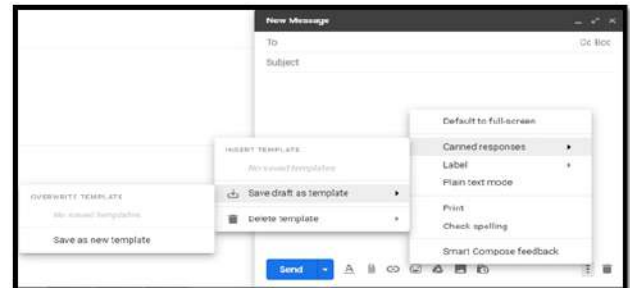 New Message
To Cc Bcc
Subject
Default to full-screen
Canned responses
Label
Plain text mode
Print
Check spelling
Smart Compose feedback
INSERT TEMPLATE
No saved templates
Save draft as template
Delete template
OVERWRITE TEMPLATE
No saved templates
Save as new template
Send